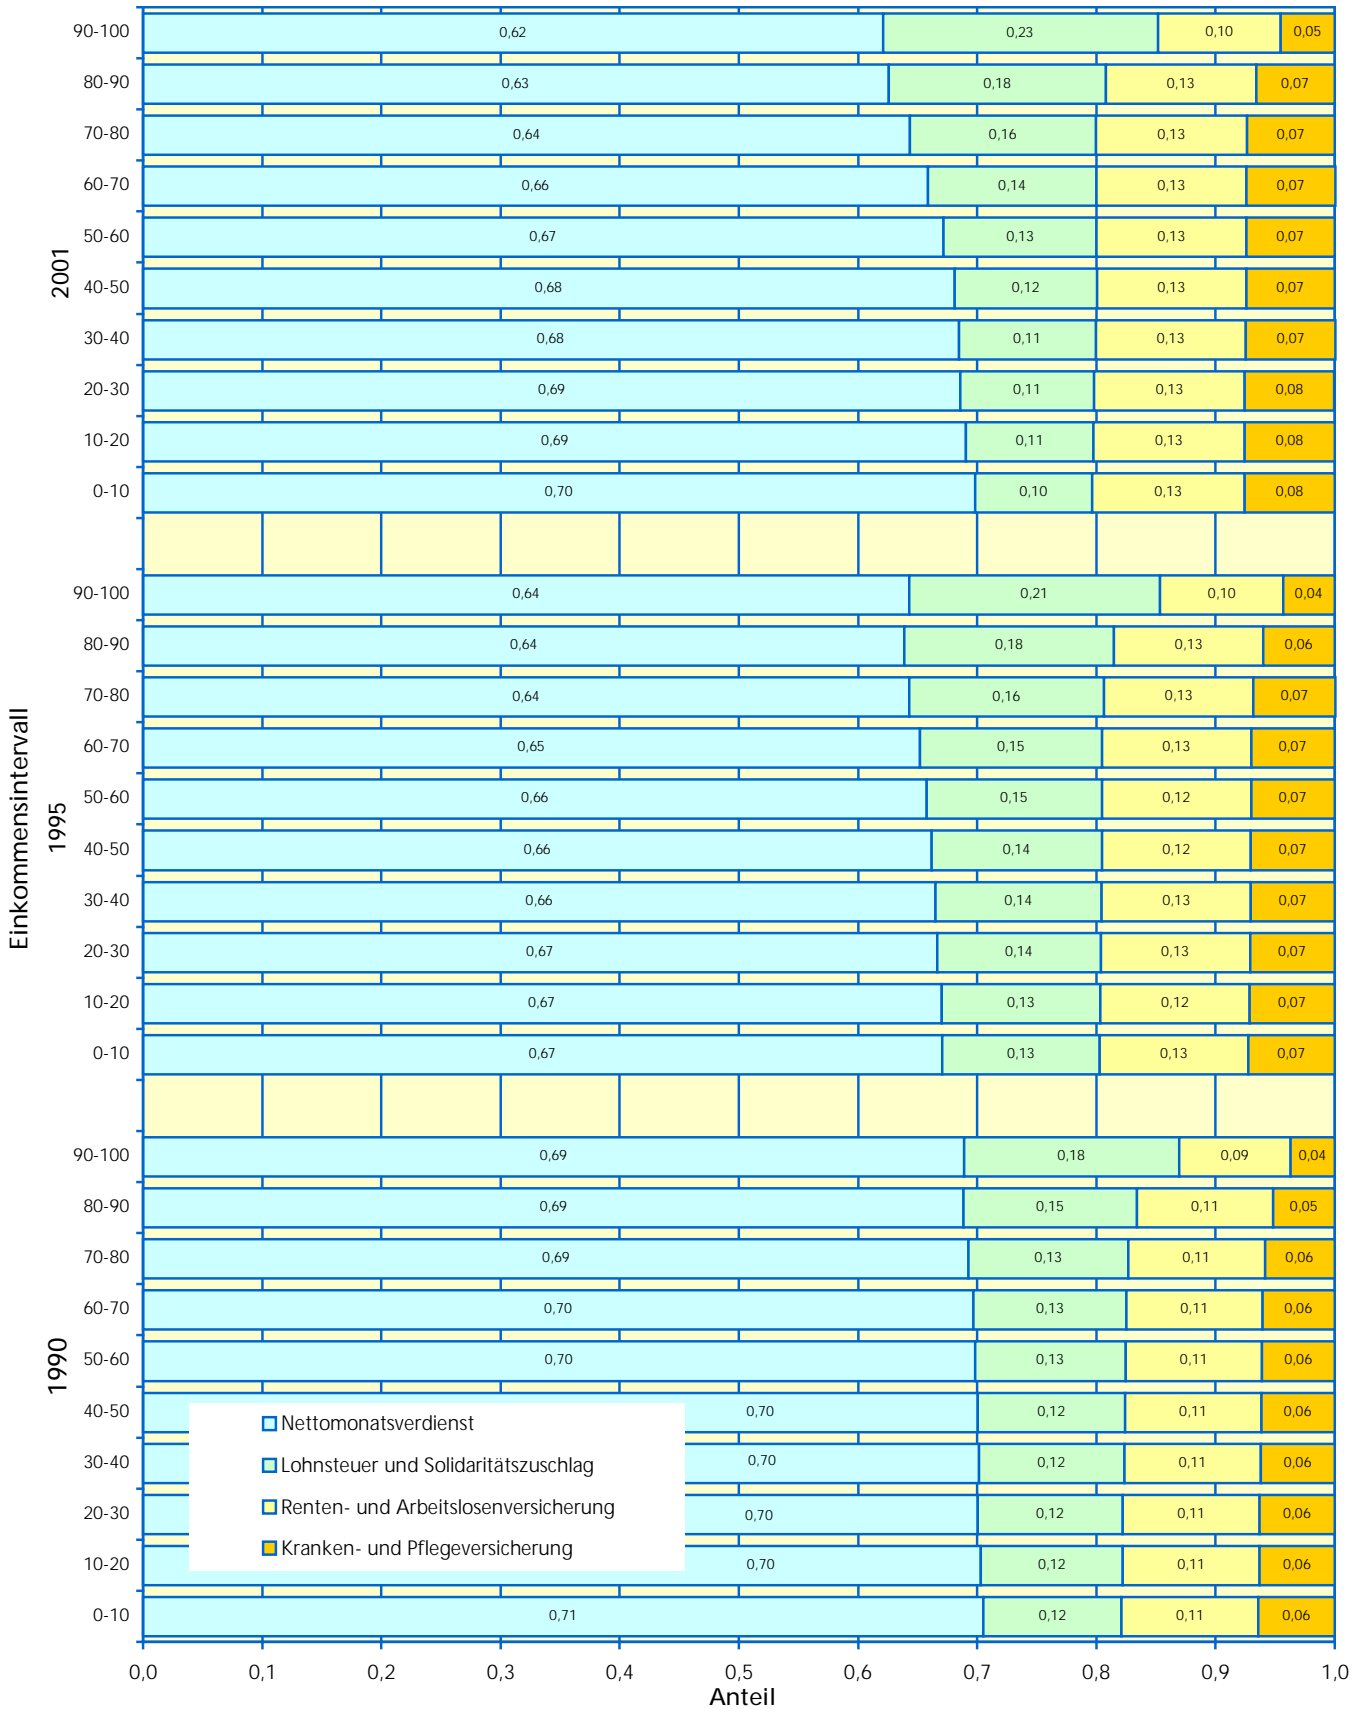 90-100 0,62 0,23 0,10 0,05
80-90 0,63 0,18 0,13 0,07
70-80 0,64 0,16 0,13 0,07
60-70 0,66 0,14 0,13 0,07
50-60 0,67 0,13 0,13 0,07
2001
40-50 0,68 0,12 0,13 0,07
30-40 0,68 0,11 0,13 0,07
20-30 0,69 0,11 0,13 0,08
10-20 0,69 0,11 0,13 0,08
0-10 0,70 0,10 0,13 0,08
90-100 0,64 0,21 0,10 0,04
80-90 0,64 0,18 0,13 0,06
70-80 0,64 0,16 0,13 0,07
60-70 0,65 0,15 0,13 0,07
50-60 0,66 0,15 0,12 0,07
Einkommensintervall
1995
40-50 0,66 0,14 0,12 0,07
30-40 0,66 0,14 0,13 0,07
20-30 0,67 0,14 0,13 0,07
10-20 0,67 0,13 0,12 0,07
0-10 0,67 0,13 0,13 0,07
90-100 0,69 0,18 0,09 0,04
80-90 0,69 0,15 0,11 0,05
70-80 0,69 0,13 0,11 0,06
60-70 0,70 0,13 0,11 0,06
50-60 0,70 0,13 0,11 0,06
1990
40-50 0,70 0,12 0,11 0,06
Nettomonatsverdienst
30-40 0,70 0,12 0,11 0,06
Lohnsteuer und Solidaritätszuschlag
20-30 0,70 0,12 0,11 0,06
Renten- und Arbeitslosenversicherung
10-20 0,70 0,12 0,11 0,06
Kranken- und Pflegeversicherung
0-10 0,71 0,12 0,11 0,06
0,0 0,1 0,2 0,3 0,4 0,5 0,6 0,7 0,8 0,9 1,0
Anteil